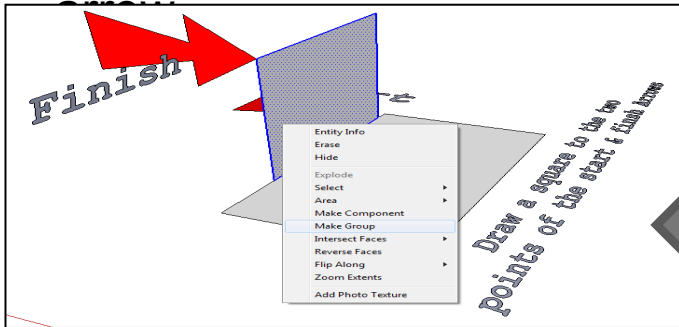 Finish
Entity Info
Erase
Hide
Explode
Select
Area
Make Component
Make Group
Intersect Faces
Reverse Faces
Flip Along
Zoom Extents
Add Photo Texture
Draw a square to the two
points of the start & finish arrows